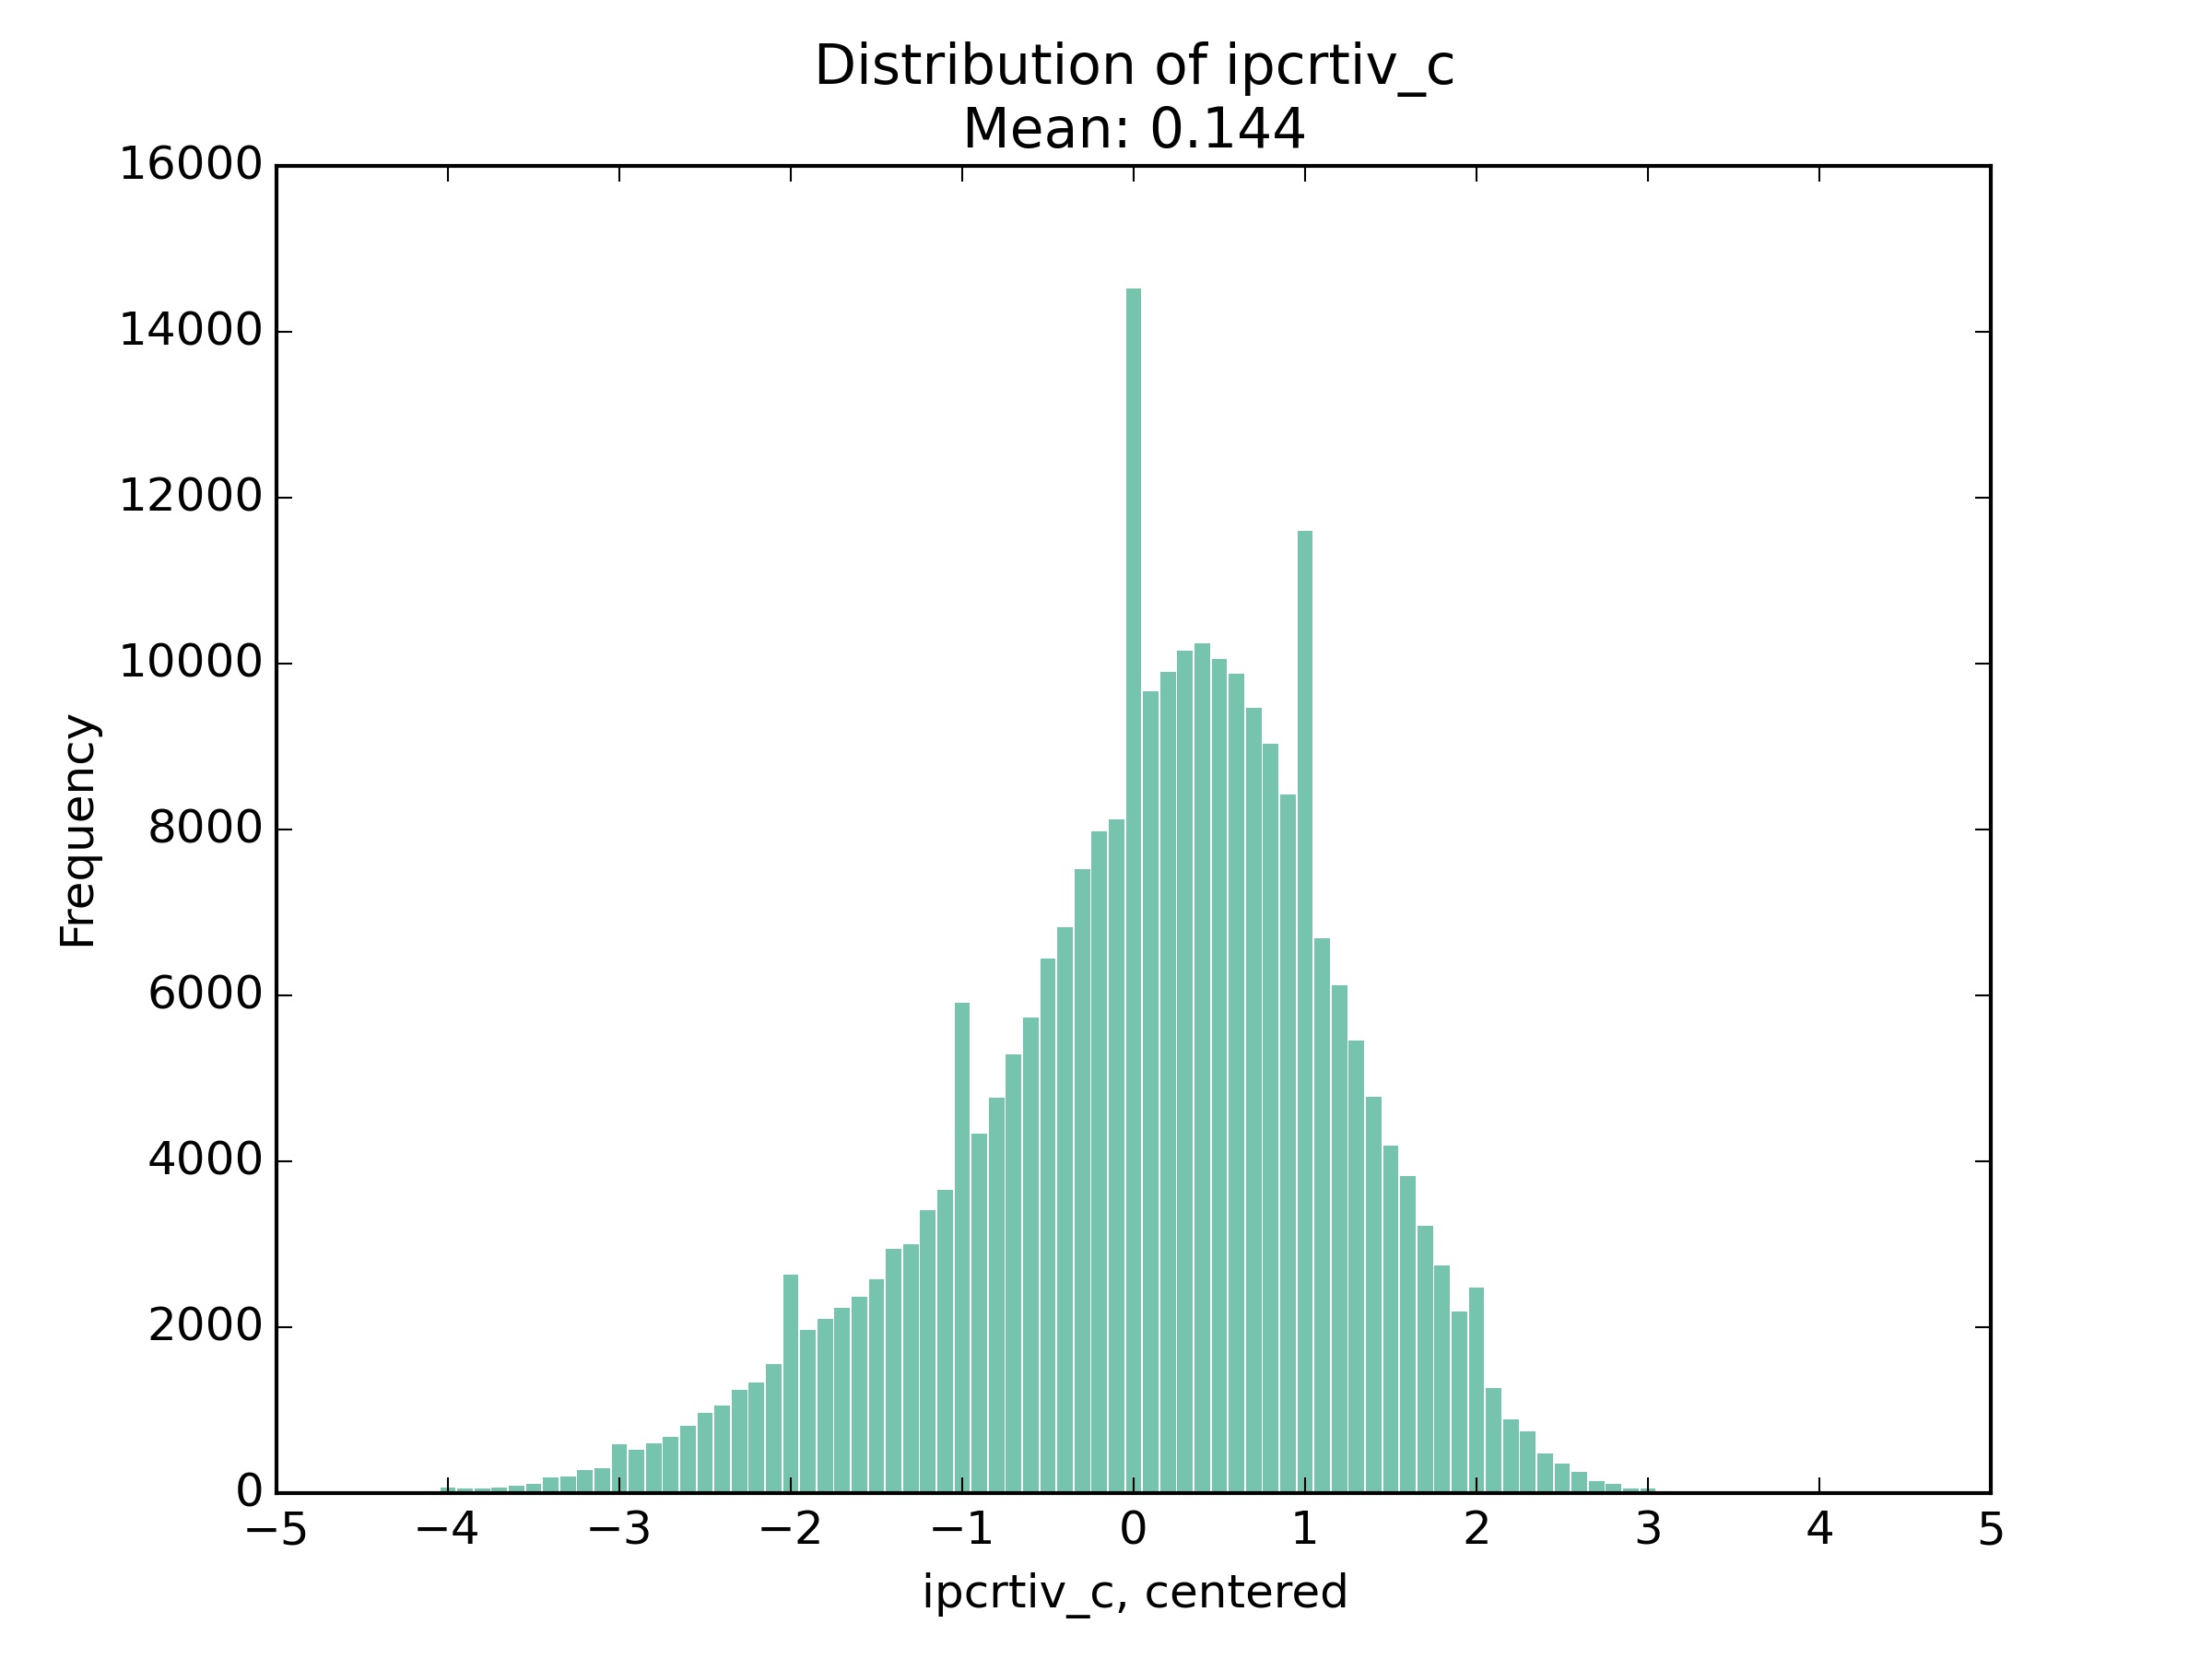 Distribution of ipcrtiv_c
Mean: 0.144
16000
14000
12000
10000
8000
6000
4000
2000
0
Frequency
−5 −4 −3 −2 −1 0 1 2 3 4 5
ipcrtiv_c, centered